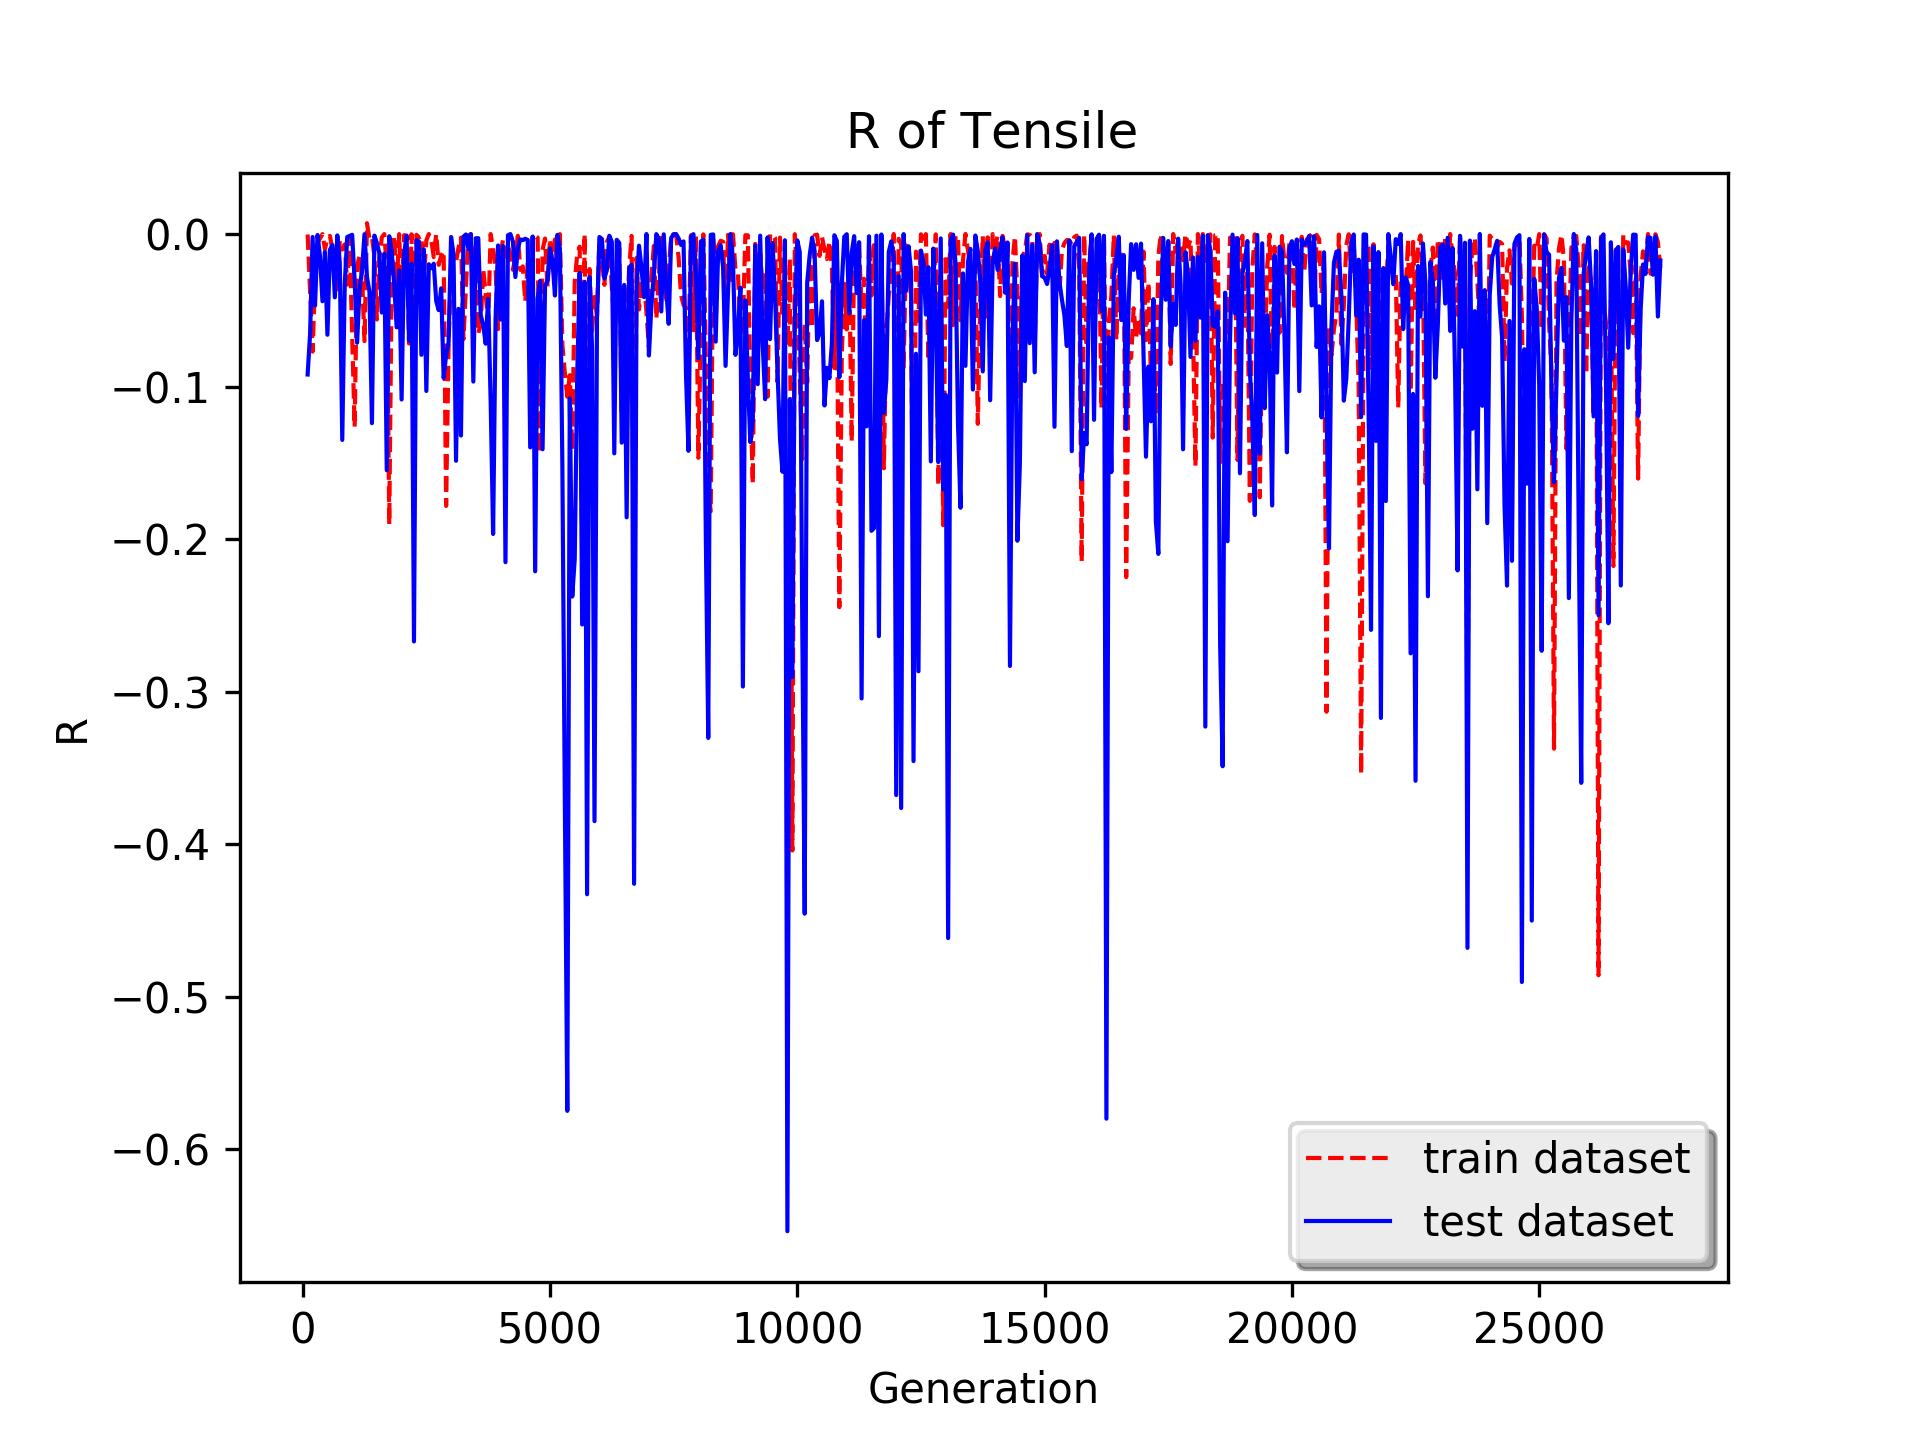 R of Tensile
0.0
−0.1
−0.2
−0.3
−0.4
−0.5
−0.6
R
0 5000 10000 15000 20000 25000
Generation
train dataset
test dataset